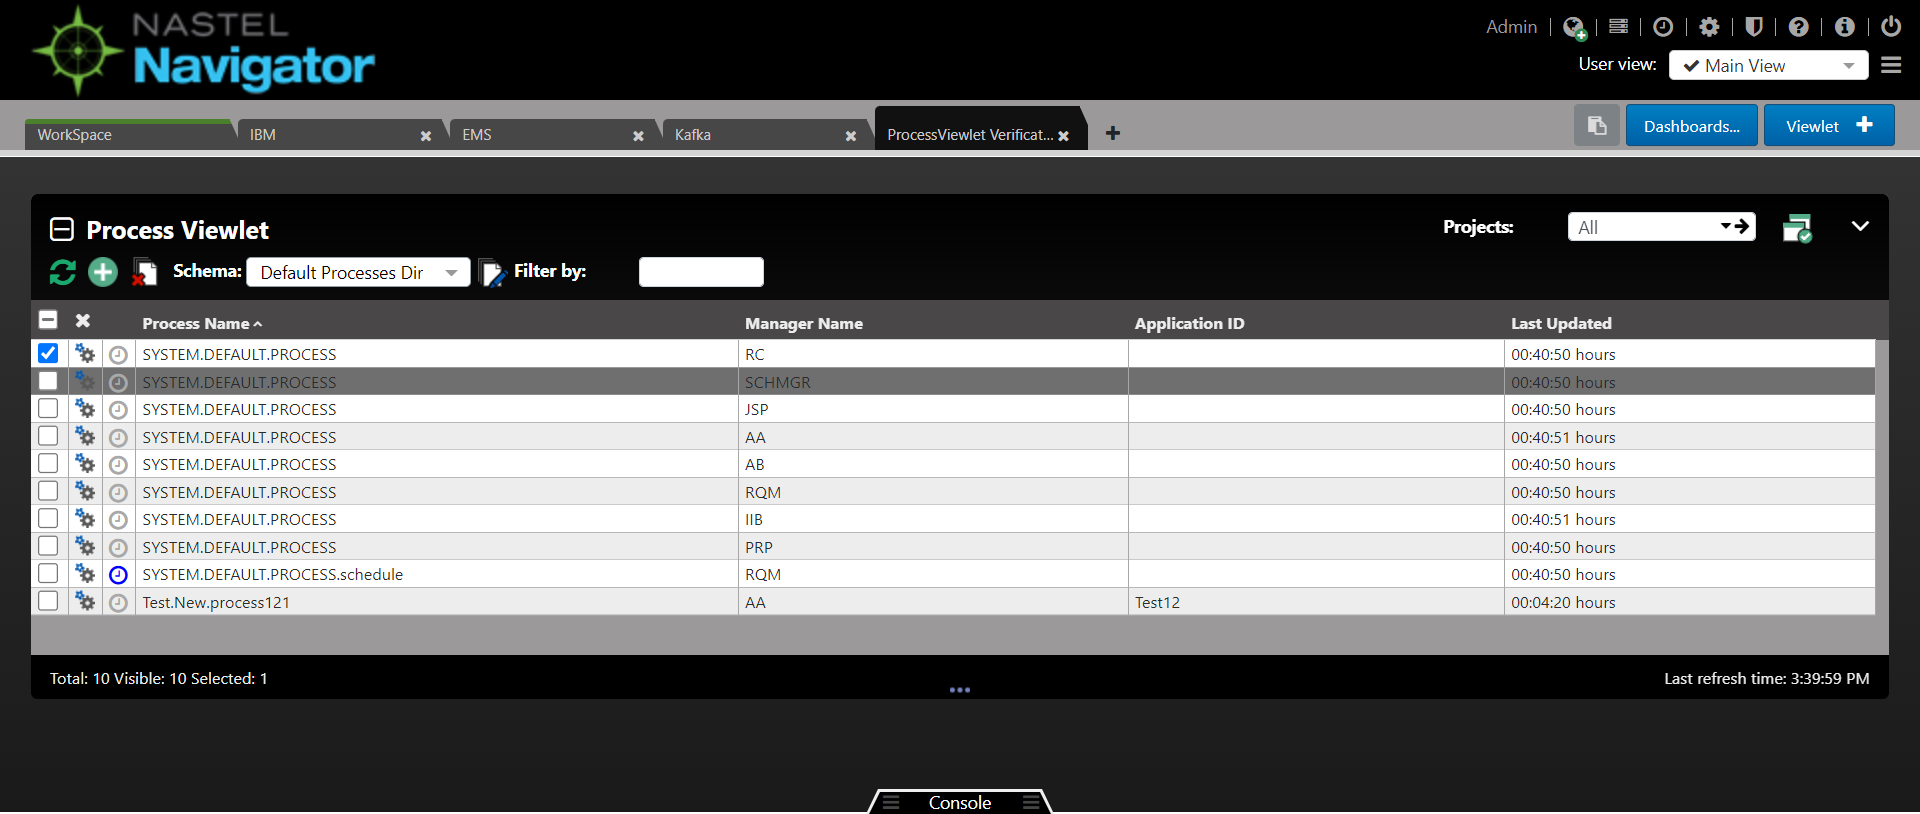 NASTEL
Navigator
Admin
User view: Main View
WorkSpace IBM EMS Kafka ProcessViewlet Verificat... Dashboards... Viewlet
Process Viewlet Projects: All
Schema: Default Processes Dir Filter by:
Process Name Manager Name Application ID Last Updated
SYSTEM.DEFAULT.PROCESS RC 00:40:50 hours
SYSTEM.DEFAULT.PROCESS SCHMGR 00:40:50 hours
SYSTEM.DEFAULT.PROCESS JSP 00:40:50 hours
SYSTEM.DEFAULT.PROCESS AA 00:40:51 hours
SYSTEM.DEFAULT.PROCESS AB 00:40:50 hours
SYSTEM.DEFAULT.PROCESS RQM 00:40:50 hours
SYSTEM.DEFAULT.PROCESS IIB 00:40:51 hours
SYSTEM.DEFAULT.PROCESS PRP 00:40:50 hours
SYSTEM.DEFAULT.PROCESS.schedule RQM 00:40:50 hours
Test.New.process121 AA Test12 00:04:20 hours
Total: 10 Visible: 10 Selected: 1 Last refresh time: 3:39:59 PM
Console